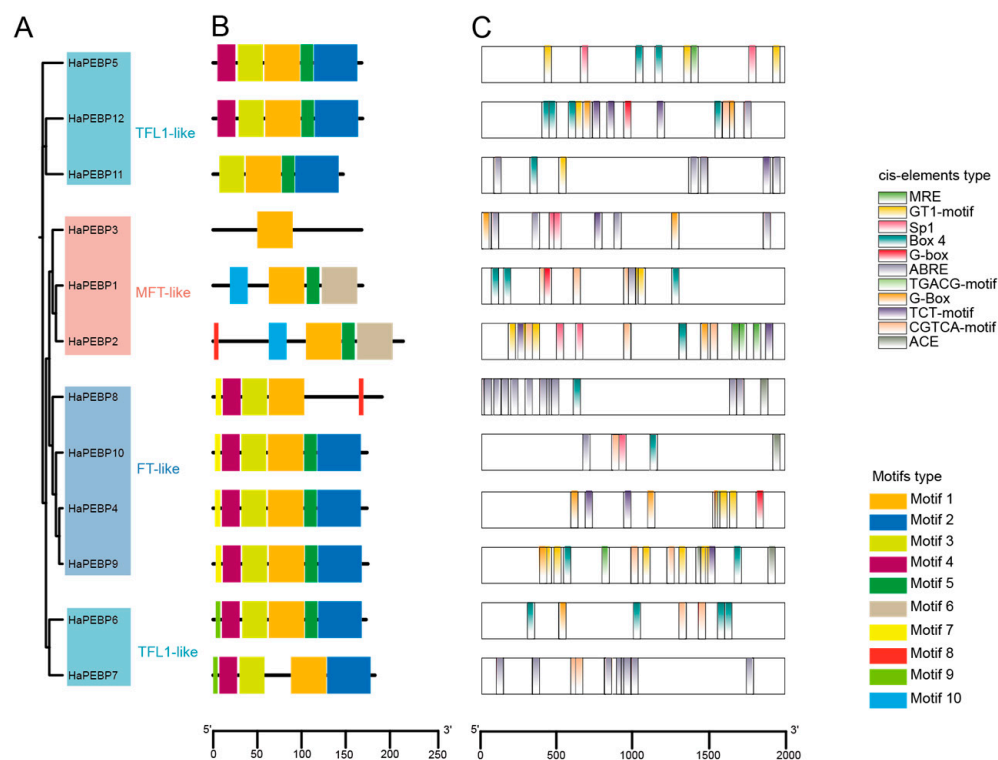 A
B
C
HaPEBP5
HaPEBP12
HaPEBP11
HaPEBP3
HaPEBP1
HaPEBP2
HaPEBP8
HaPEBP10
HaPEBP4
HaPEBP9
HaPEBP6
HaPEBP7
TFL1-like
MFT-like
FT-like
TFL1-like
5'
3'
0 50 100 150 200 250
5'
3'
0 500 1000 1500 2000
cis-elements type
MRE
GT1-motif
Sp1
Box 4
G-box
ABRE
TGACG-motif
G-Box
TCT-motif
CGTCA-motif
ACE
Motifs type
Motif 1
Motif 2
Motif 3
Motif 4
Motif 5
Motif 6
Motif 7
Motif 8
Motif 9
Motif 10